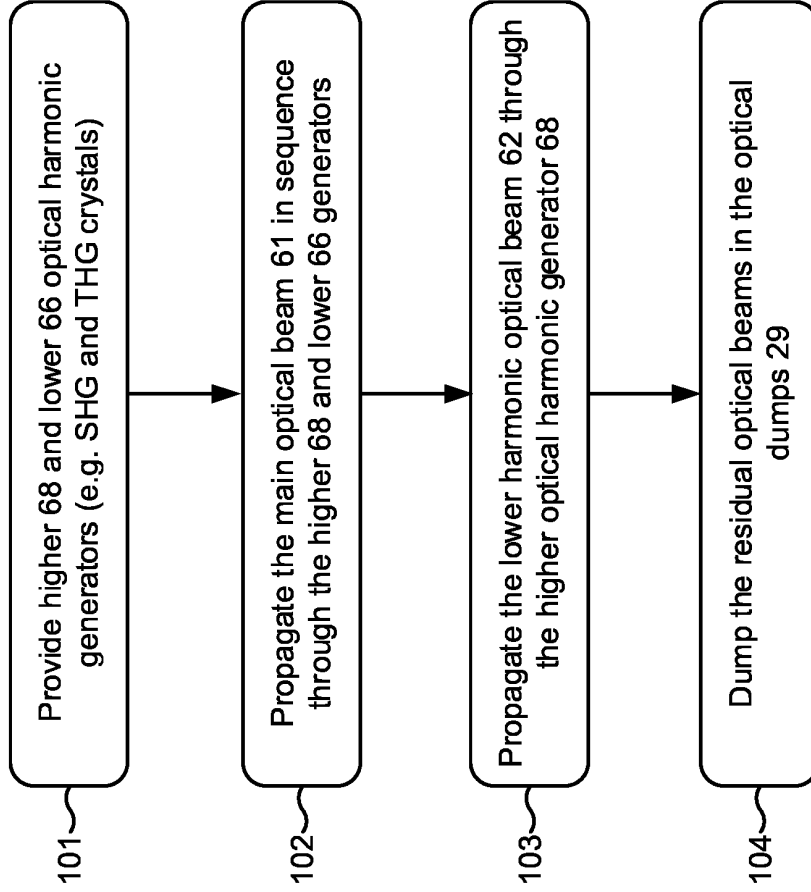 101
Provide higher 68 and lower 66 optical harmonic
generators (e.g. SHG and THG crystals)
102
Propagate the main optical beam 61 in sequence
through the higher 68 and lower 66 generators
103
Propagate the lower harmonic optical beam 62 through
the higher optical harmonic generator 68
104
Dump the residual optical beams in the optical
dumps 29